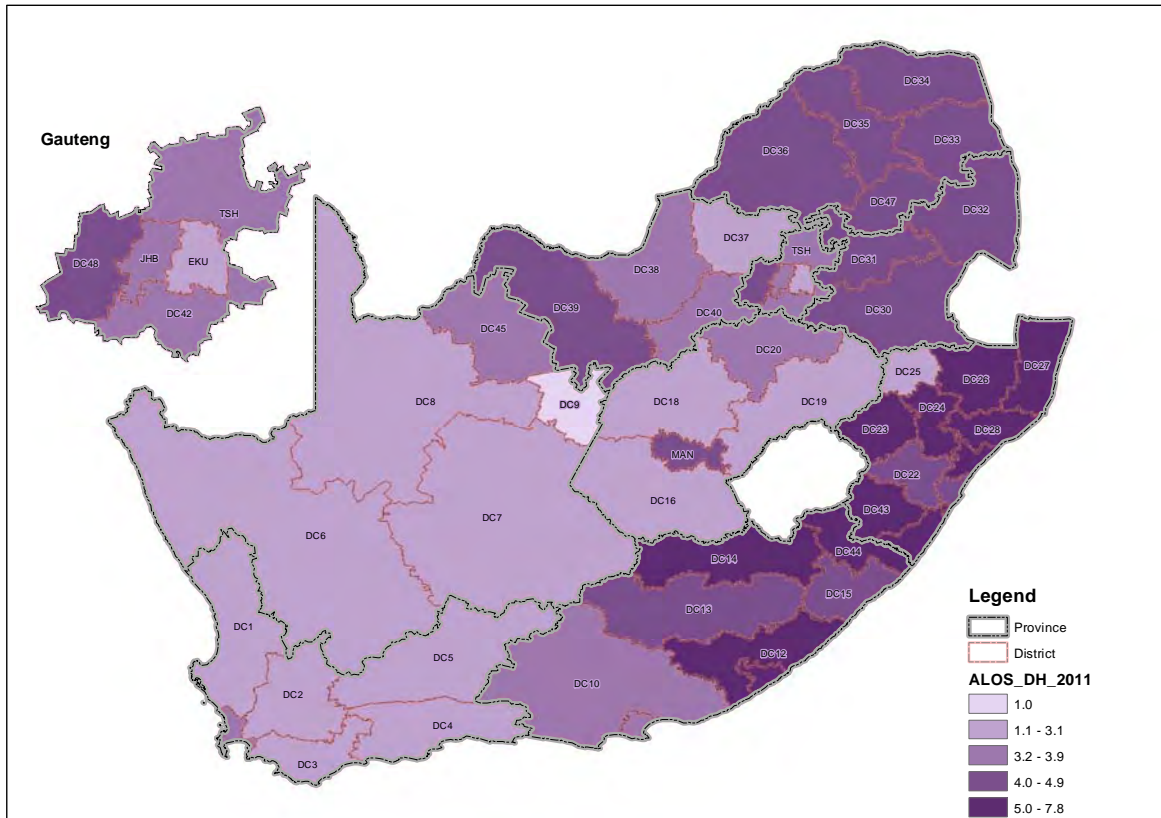 Gauteng
TSH
DC48
JHB
EKU
DC42
DC34
DC35
DC33
DC36
DC47
DC32
DC37
TSH
DC31
DC38
DC39
DC40
DC30
DC45
DC20
DC25
DC26
DC27
DC9
DC8
DC18
DC19
DC24
DC23
DC28
MAN
DC22
DC16
DC43
DC7
DC6
DC14
DC44
DC13
DC15
DC1
DC12
DC5
DC10
DC2
DC4
DC3
Legend
Province
District
ALOS_DH_2011
1.0
1.1 - 3.1
3.2 - 3.9
4.0 - 4.9
5.0 - 7.8